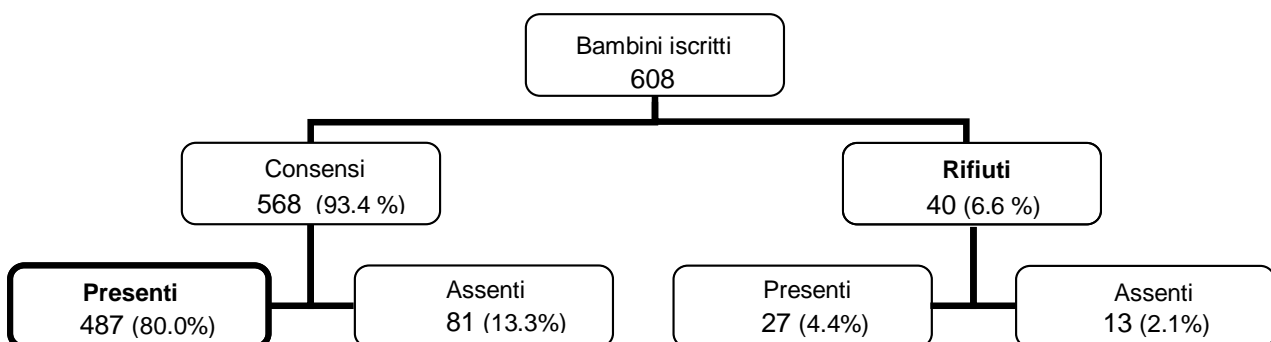 Bambini iscritti
608
Consensi
568 (93.4 %)
Rifiuti
40 (6.6 %)
Presenti
487 (80.0%)
Assenti
81 (13.3%)
Presenti
27 (4.4%)
Assenti
13 (2.1%)